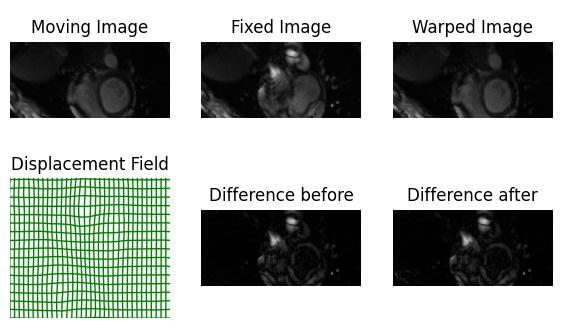 Moving Image
Fixed Image
Warped Image
Displacement Field
Difference before
Difference after